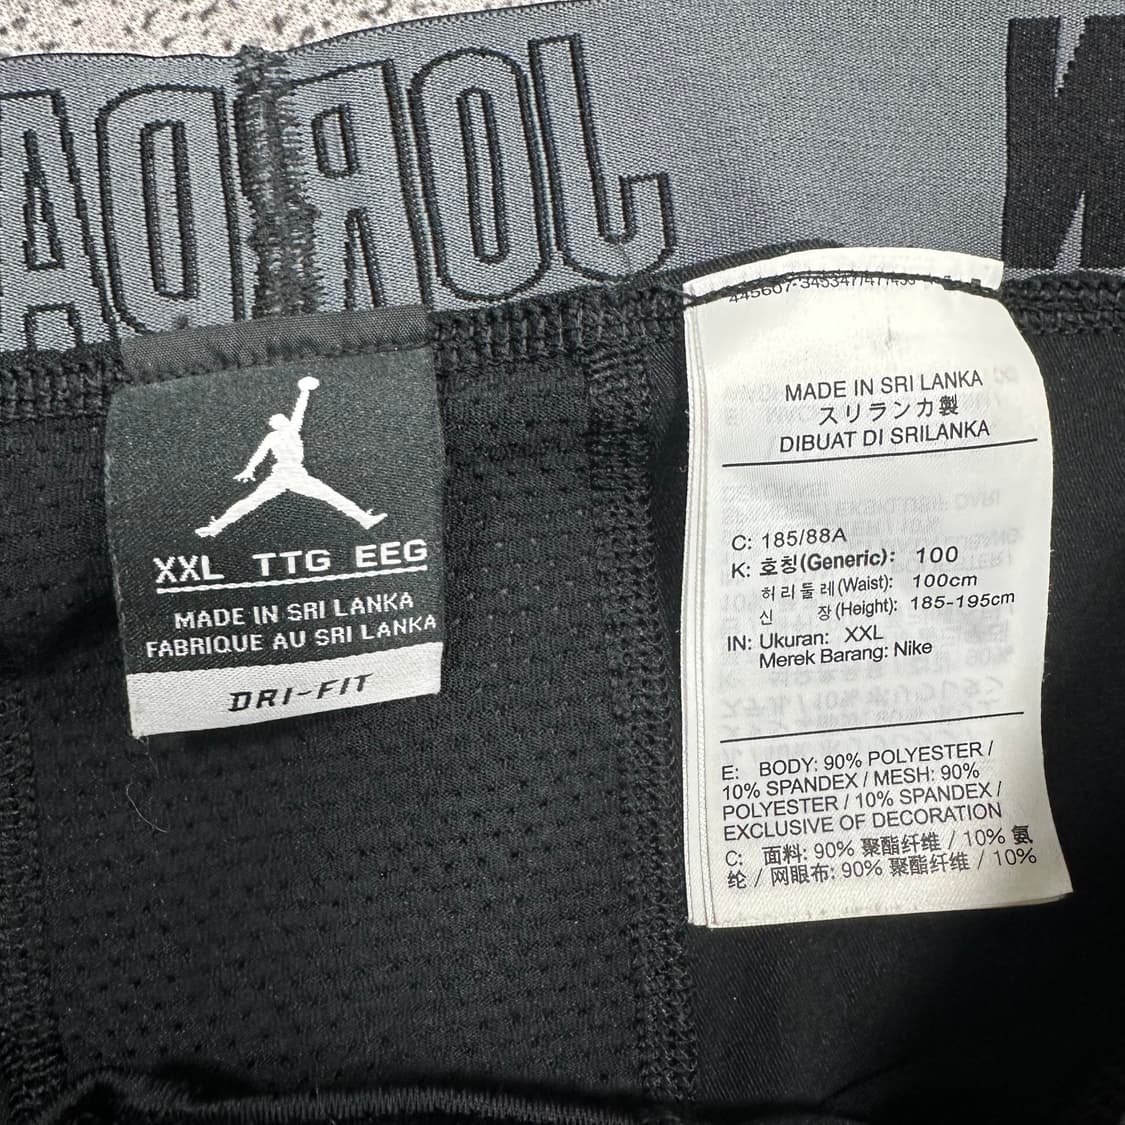 JORDA
XXL TTG EEG
MADE IN SRI LANKA
FABRIQUE AU SRI LANKA
DRI-FIT
MADE IN SRI LANKA
スリランカ製
DIBUAT DI SRILANKA
C: 185/88A
K: 호칭(Generic): 100
허리둘레(Waist): 100cm
신 장(Height): 185-195cm
IN: Ukuran: XXL
Merek Barang: Nike
E: BODY: 90% POLYESTER /
10% SPANDEX / MESH: 90%
POLYESTER / 10% SPANDEX /
EXCLUSIVE OF DECORATION
C: 面料: 90% 聚酯纤维 / 10% 氨
纶 / 网眼布: 90% 聚酯纤维 / 10%